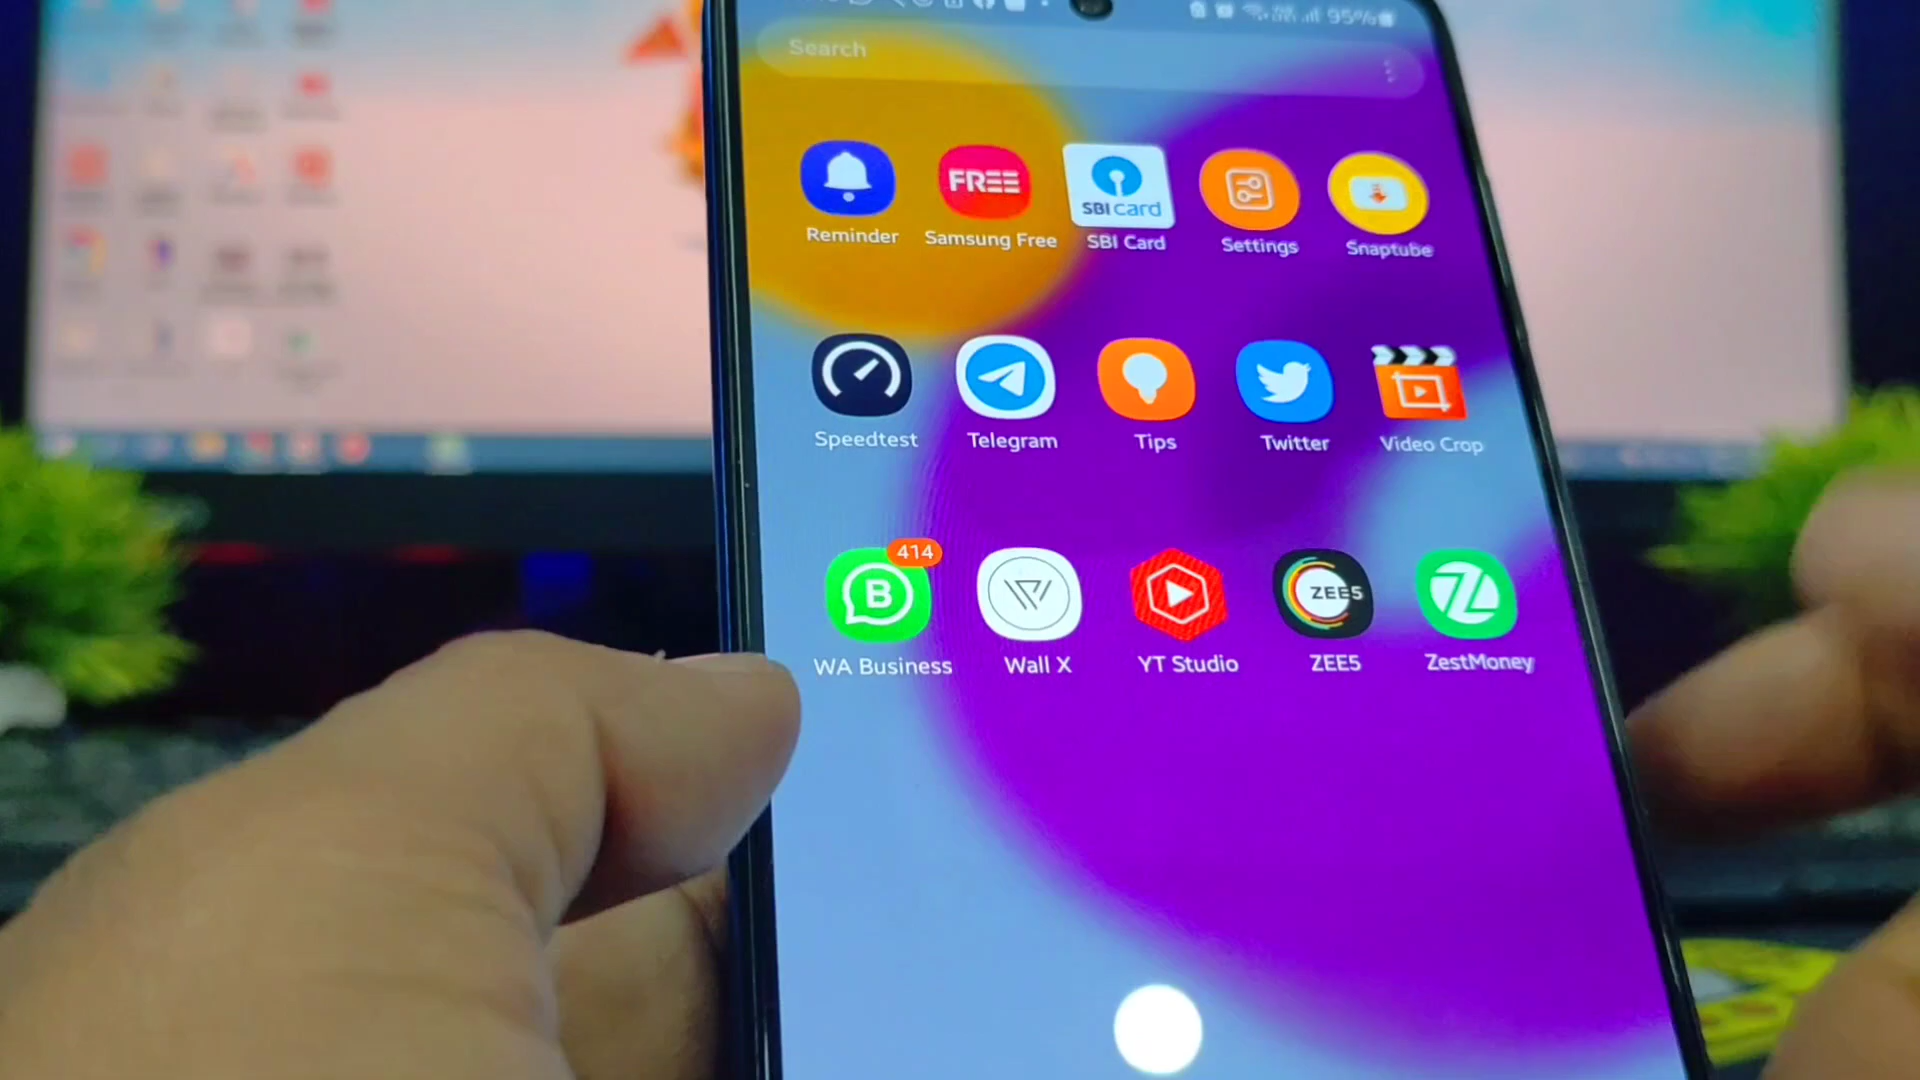 95%
Search
FREE
SBI card
Reminder
Samsung Free
SBI Card
Settings
Snaptube
Speedtest
Telegram
Tips
Twitter
Video Crop
414
B
ZEE5
WA Business
Wall X
YT Studio
ZEE5
ZestMoney